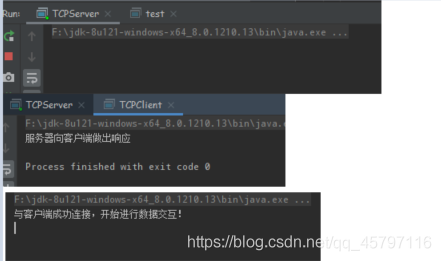 Run: TCPServer × test ×
F:\jdk-8u121-windows-x64_8.0.1210.13\bin\java.exe ...
TCPServer × TCPClient ×
F:\jdk-8u121-windows-x64_8.0.1210.13\bin\java.e
服务器向客户端做出响应
Process finished with exit code 0
F:\jdk-8u121-windows-x64_8.0.1210.13\bin\java.exe ...
与客户端成功连接，开始进行数据交互！
https://blog.csdn.net/qq_45797116